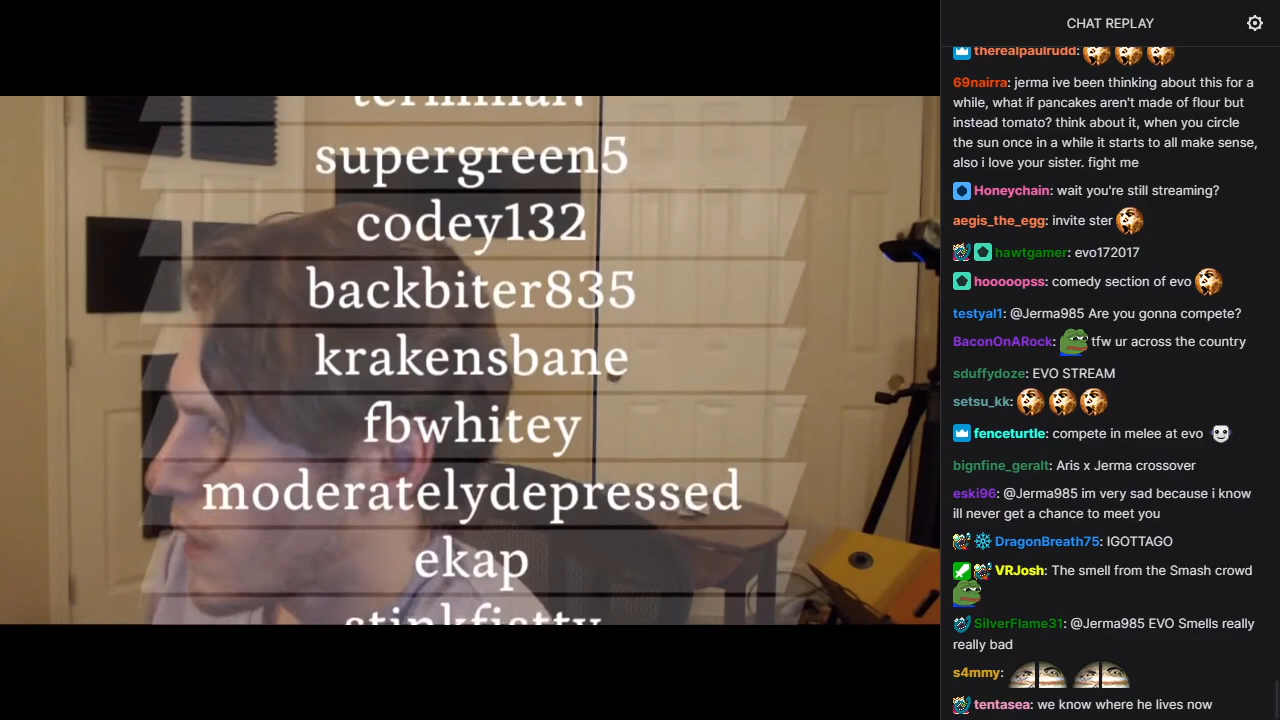 supergreen5
codey132
backbiter835
krakensbane
fbwhitey
moderatelydepressed
ekap
CHAT REPLAY
therealpaulrudd:
69nairra: jerma ive been thinking about this for a
while, what if pancakes aren't made of flour but
instead tomato? think about it, when you circle
the sun once in a while it starts to all make sense,
also i love your sister. fight me
Honeychain: wait you're still streaming?
aegis_the_egg: invite ster
hawtgamer: evo172017
hooooopss: comedy section of evo
testyal1: @Jerma985 Are you gonna compete?
BaconOnARock: tfw ur across the country
sduffydoze: EVO STREAM
setsu_kk:
fenceturtle: compete in melee at evo
bignfine_geralt: Aris x Jerma crossover
eski96: @Jerma985 im very sad because i know
ill never get a chance to meet you
DragonBreath75: IGOTTAGO
VRJosh: The smell from the Smash crowd
SilverFlame31: @Jerma985 EVO Smells really
really bad
s4mmy:
tentasea: we know where he lives now